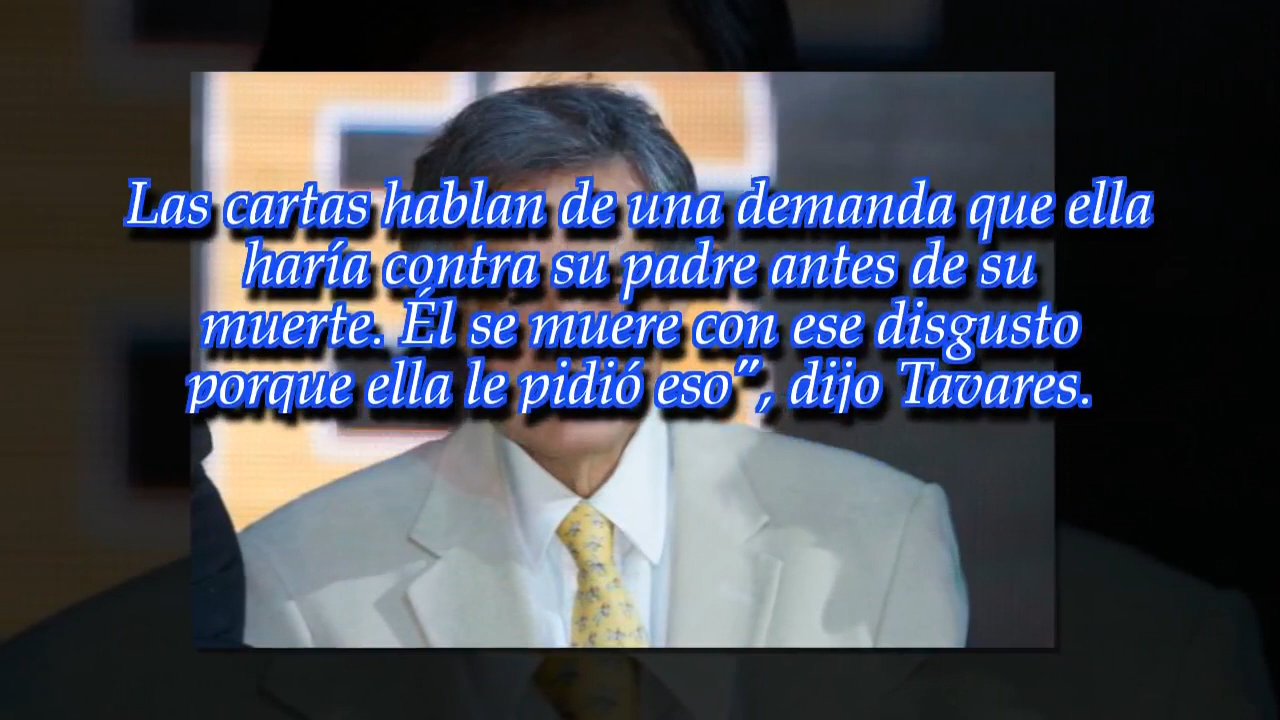 Las cartas hablan de una demanda que ella
haría contra su padre antes de su
muerte. Él se muere con ese disgusto
porque ella le pidió eso”, dijo Tavares.